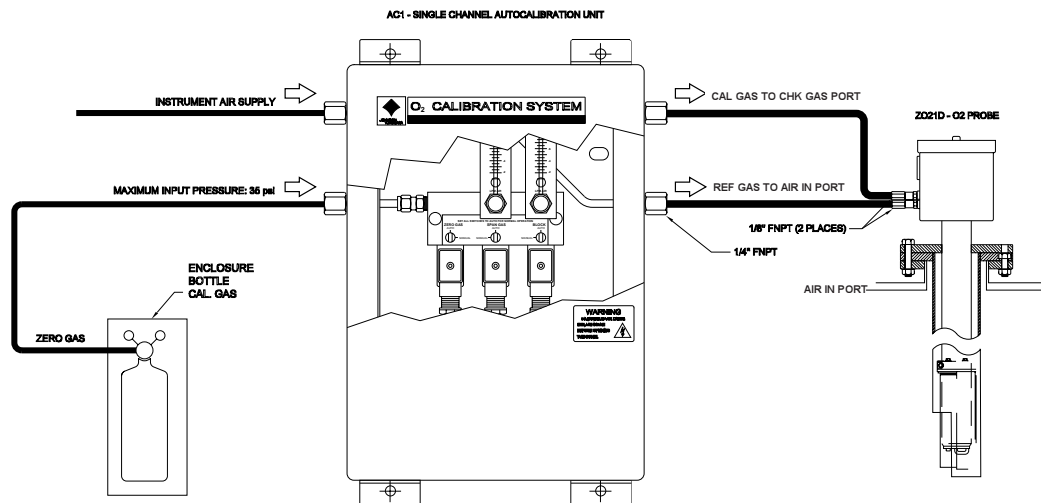 AC1 - SINGLE CHANNEL AUTOCALIBRATION UNIT
INSTRUMENT AIR SUPPLY
O₂ CALIBRATION SYSTEM
CAL GAS TO CHK GAS PORT
ZO21D - O2 PROBE
MAXIMUM INPUT PRESSURE: 35 psi
REF GAS TO AIR IN PORT
ZERO GAS
SPAN GAS
BLOCK
1/8" FNPT (2 PLACES)
1/4" FNPT
ENCLOSURE
BOTTLE
CAL. GAS
AIR IN PORT
WARNING
ZERO GAS